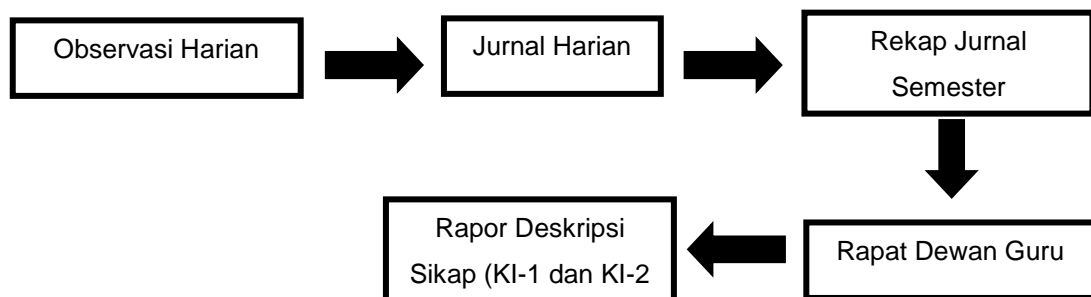 Observasi Harian
Jurnal Harian
Rekap Jurnal
Semester
Rapat Dewan Guru
Rapor Deskripsi
Sikap (KI-1 dan KI-2